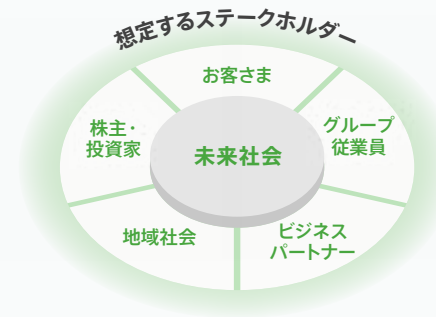 想定するステークホルダー
お客さま
株主・
投資家
グループ
従業員
未来社会
地域社会
ビジネス
パートナー